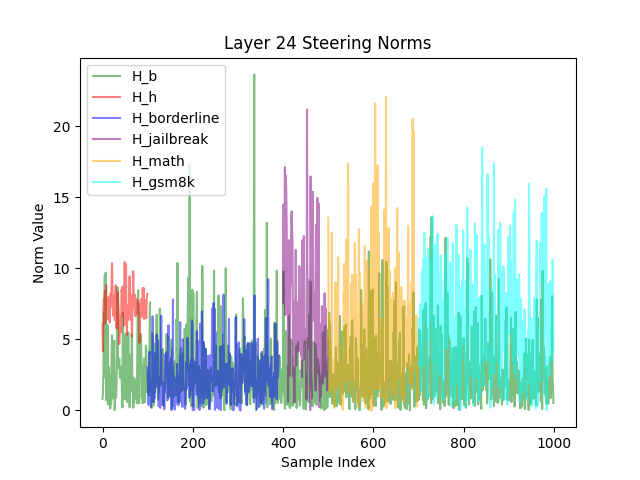 Layer 24 Steering Norms
H_b
H_h
H_borderline
H_jailbreak
H_math
H_gsm8k
Norm Value
20
15
10
5
0
0 200 400 600 800 1000
Sample Index